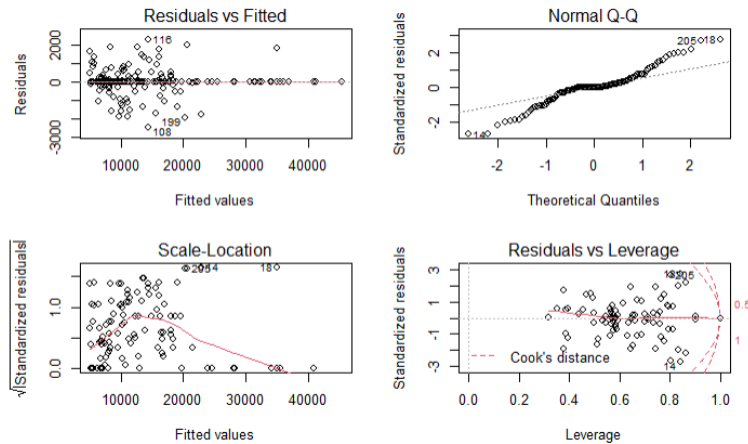 Residuals vs Fitted
Residuals
2000
0
-3000
116
199
108
10000 20000 30000 40000
Fitted values
Normal Q-Q
Standardized residuals
2
0
-2
205 18
14
-2 -1 0 1 2
Theoretical Quantiles
Scale-Location
√|Standardized residuals|
1.0
0.0
205 14
18
10000 20000 30000 40000
Fitted values
Residuals vs Leverage
Standardized residuals
3
1
-1
-3
205
14
0.5
1
Cook's distance
0.0 0.2 0.4 0.6 0.8 1.0
Leverage